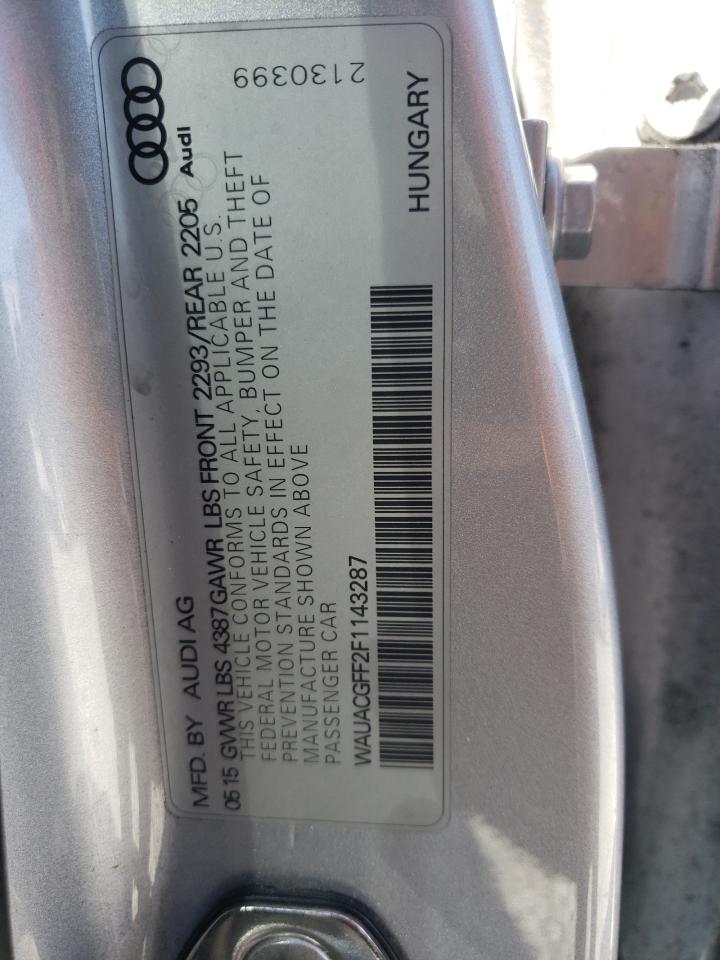 MFD. BY AUDI AG
05 15 GVWR LBS 4387 GAWR LBS FRONT 2293/REAR 2205 Audi
THIS VEHICLE CONFORMS TO ALL APPLICABLE U.S.
FEDERAL MOTOR VEHICLE SAFETY, BUMPER AND THEFT
PREVENTION STANDARDS IN EFFECT ON THE DATE OF
MANUFACTURE SHOWN ABOVE
PASSENGER CAR
2130399
WAUACGFF2F1143287
HUNGARY